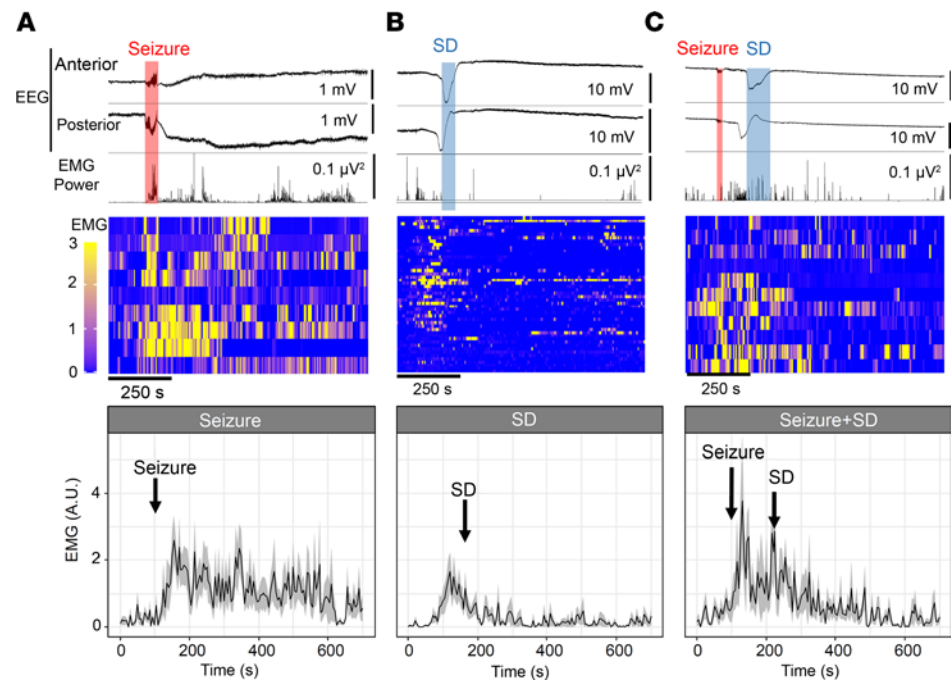 A
B
C
Seizure
SD
Seizure SD
EEG
Anterior
1 mV
10 mV
10 mV
Posterior
1 mV
10 mV
10 mV
EMG
Power
0.1 µV²
0.1 µV²
0.1 µV²
EMG
3
2
1
0
250 s
250 s
250 s
Seizure
SD
Seizure+SD
Seizure
SD
Seizure
SD
EMG (A.U.)
4
2
0
0 200 400 600
0 200 400 600
0 200 400 600
Time (s)
Time (s)
Time (s)